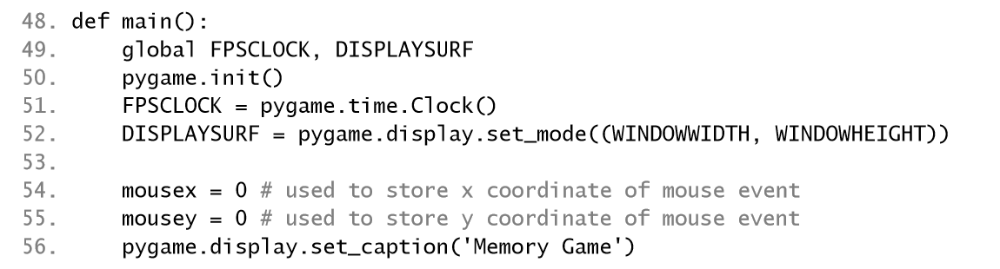 48. def main():
49.     global FPSCLOCK, DISPLAYSURF
50.     pygame.init()
51.     FPSCLOCK = pygame.time.Clock()
52.     DISPLAYSURF = pygame.display.set_mode((WINDOWWIDTH, WINDOWHEIGHT))
53.
54.     mousex = 0 # used to store x coordinate of mouse event
55.     mousey = 0 # used to store y coordinate of mouse event
56.     pygame.display.set_caption('Memory Game')